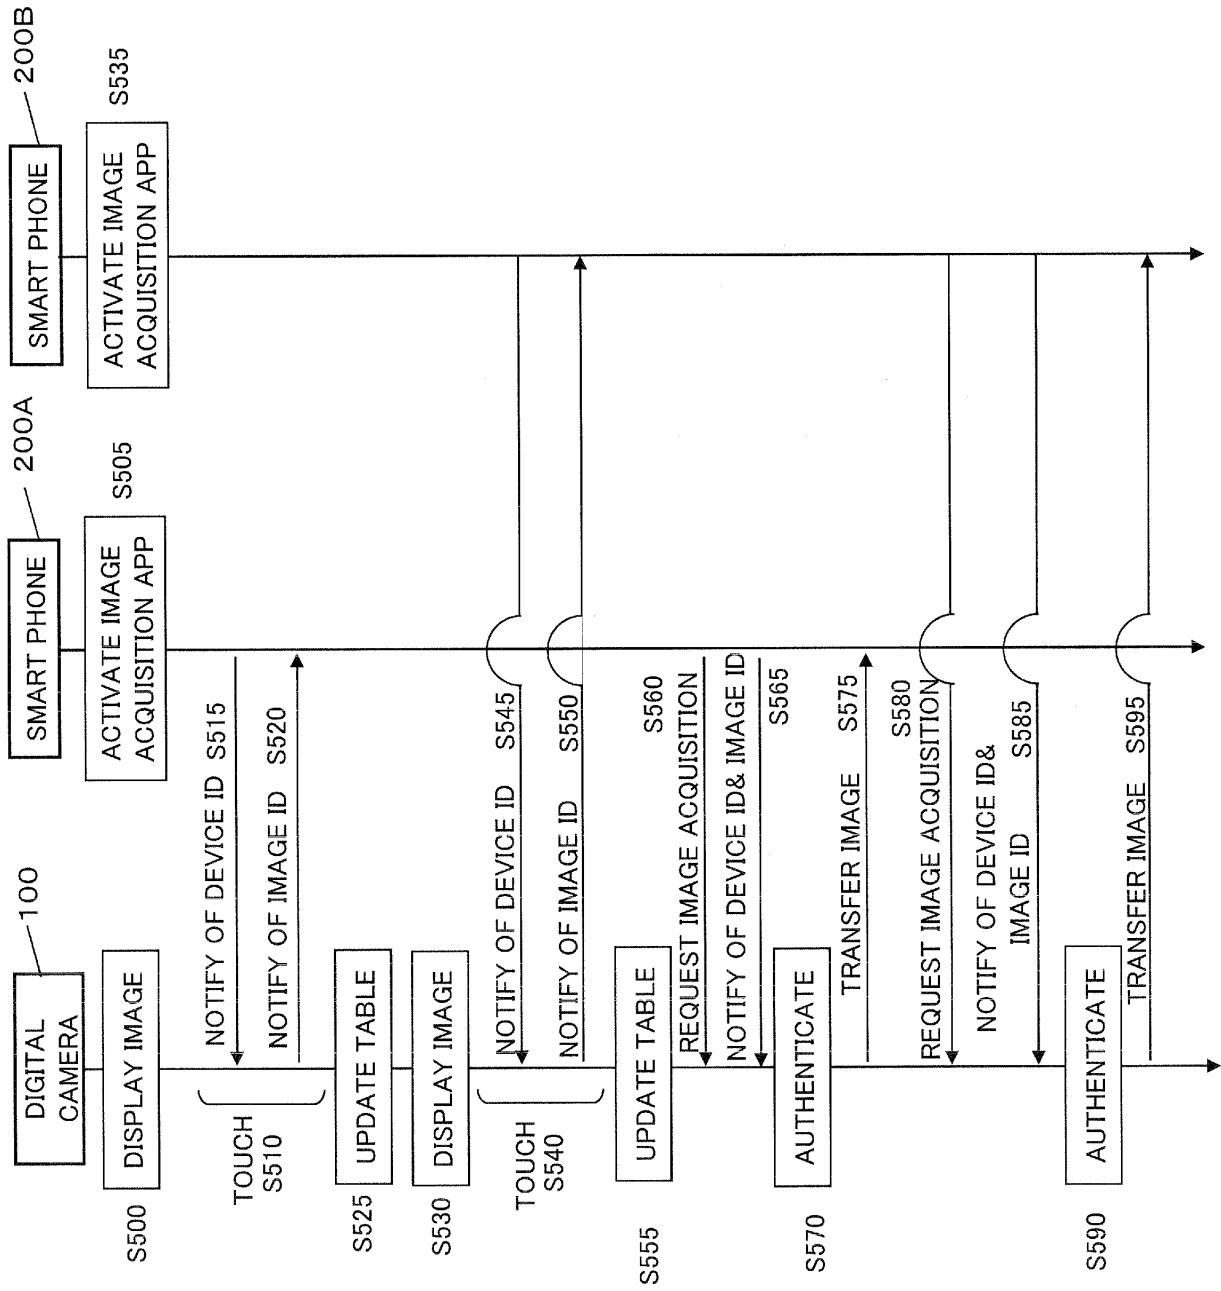 DIGITAL
CAMERA
100
SMART PHONE
200A
SMART PHONE
200B
S500
DISPLAY IMAGE
ACTIVATE IMAGE
ACQUISITION APP
S505
ACTIVATE IMAGE
ACQUISITION APP
S535
TOUCH
S510
NOTIFY OF DEVICE ID S515
NOTIFY OF IMAGE ID S520
S525
UPDATE TABLE
S530
DISPLAY IMAGE
TOUCH
S540
NOTIFY OF DEVICE ID S545
NOTIFY OF IMAGE ID S550
S555
UPDATE TABLE
S560
REQUEST IMAGE ACQUISITION
NOTIFY OF DEVICE ID& IMAGE ID
S565
S570
AUTHENTICATE
TRANSFER IMAGE S575
S580
REQUEST IMAGE ACQUISITION
NOTIFY OF DEVICE ID&
IMAGE ID S585
S590
AUTHENTICATE
TRANSFER IMAGE S595